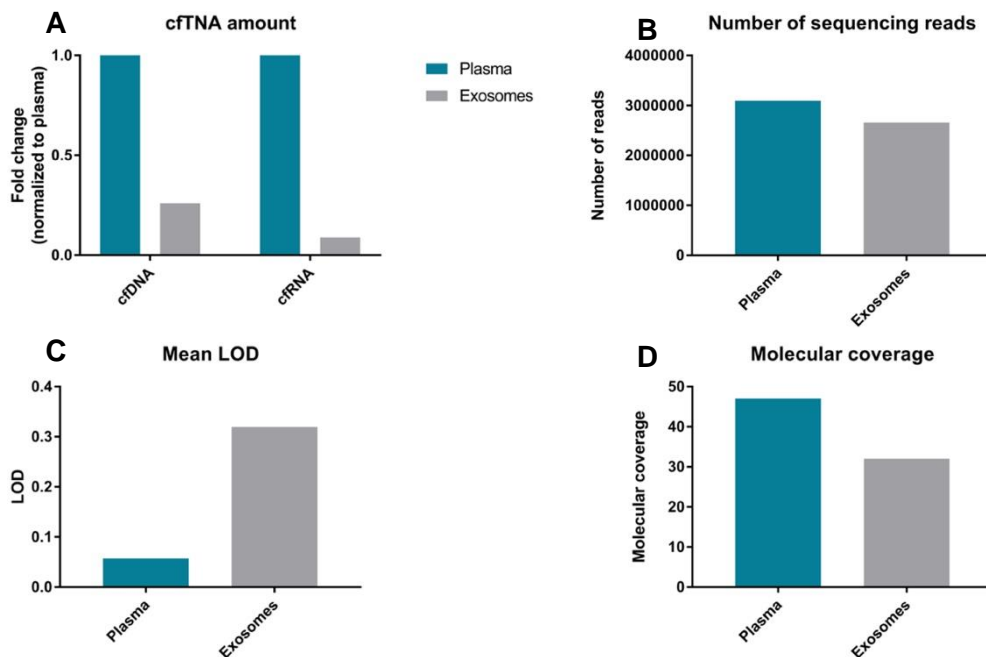 A
cfTNA amount
Fold change
(normalized to plasma)
1.0
0.5
0.0
cfDNA
cfRNA
Plasma
Exosomes
B
Number of sequencing reads
Number of reads
4000000
3000000
2000000
1000000
0
Plasma
Exosomes
C
Mean LOD
LOD
0.4
0.3
0.2
0.1
0.0
Plasma
Exosomes
D
Molecular coverage
Molecular coverage
50
40
30
20
10
0
Plasma
Exosomes